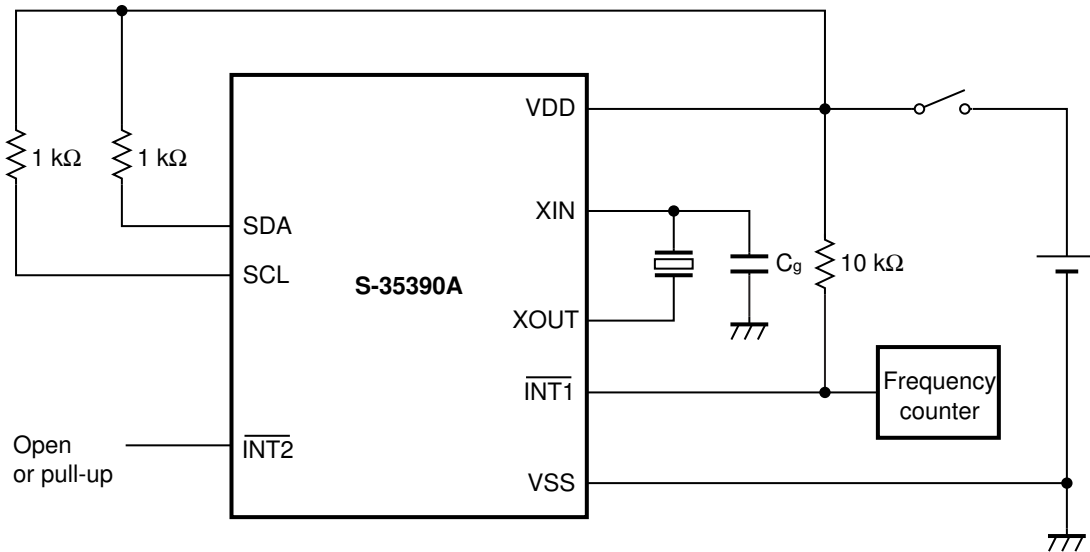 1 kΩ
1 kΩ
VDD
SDA
SCL
S-35390A
XIN
Cg
10 kΩ
XOUT
INT1
Frequency
counter
Open
or pull-up
INT2
VSS